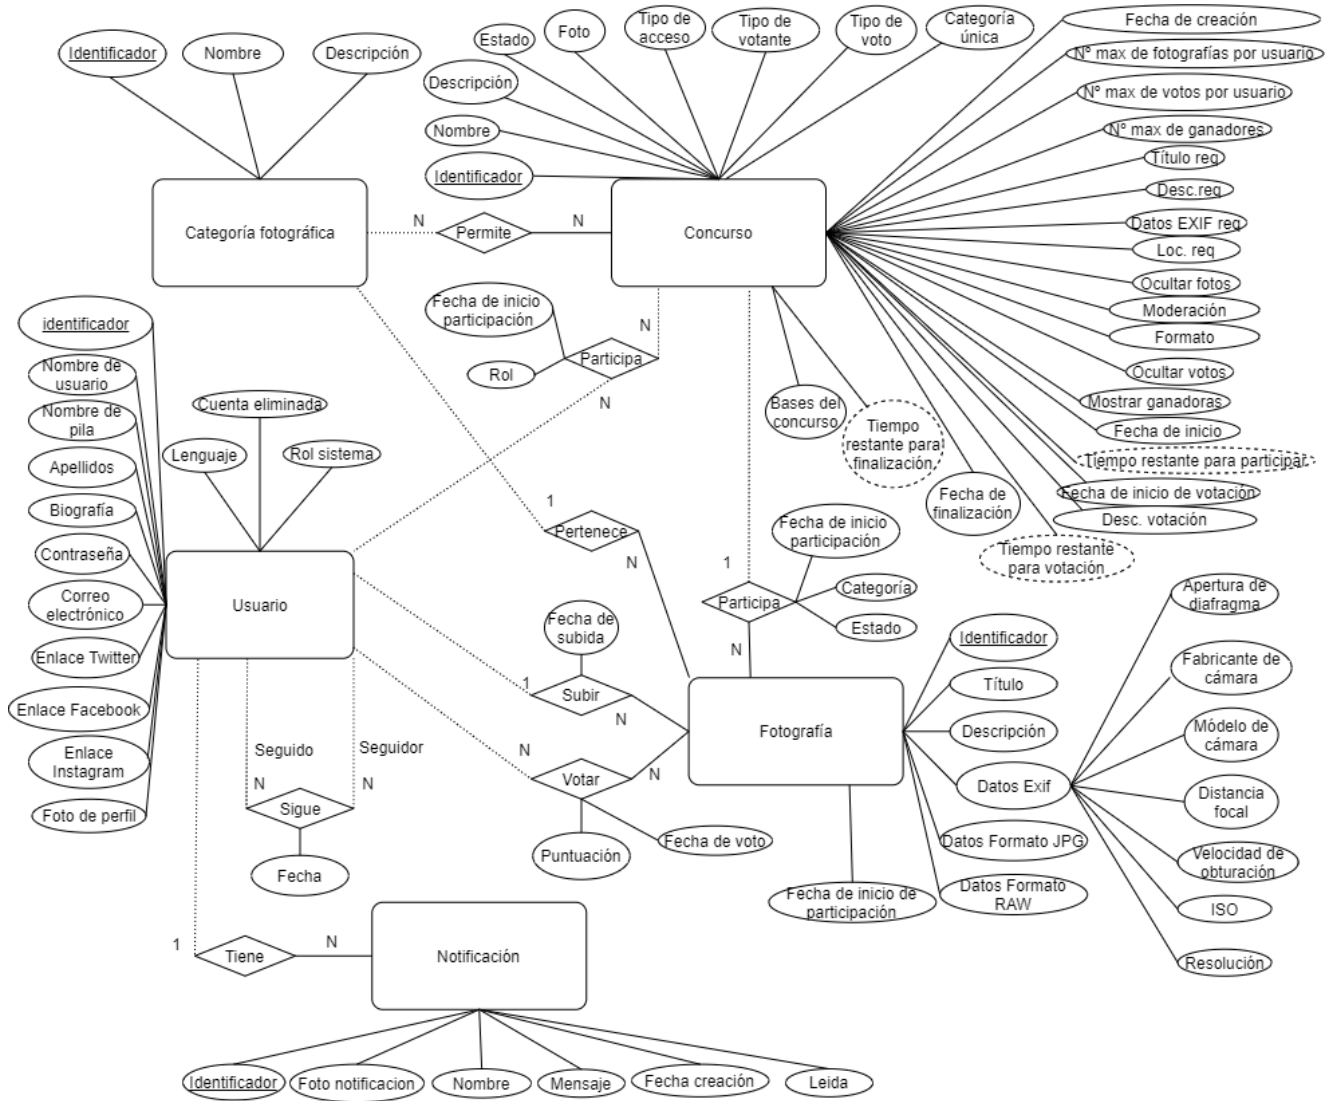 Identificador
Nombre
Descripción
Estado
Foto
Tipo de
acceso
Tipo de
votante
Tipo de
voto
Categoría
única
Descripción
Nombre
Identificador
Fecha de creación
Nº max de fotografías por usuario
Nº max de votos por usuario
Nº max de ganadores
Título req
Desc.req
Datos EXIF req
Loc. req
Ocultar fotos
Moderación
Formato
Ocultar votos
Mostrar ganadoras
Fecha de inicio
Tiempo restante para participar
Fecha de inicio de votación
Desc. votación
Categoría fotográfica
N
Permite
N
Concurso
Fecha de inicio
participación
Rol
N
Participa
N
Bases del
concurso
Tiempo
restante para
finalización
Fecha de
finalización
Tiempo restante
para votación
identificador
Nombre de
usuario
Nombre de
pila
Apellidos
Biografía
Contraseña
Correo
electrónico
Enlace Twitter
Enlace Facebook
Enlace
Instagram
Foto de perfil
Cuenta eliminada
Lenguaje
Rol sistema
Usuario
1
Pertenece
N
Fecha de inicio
participación
1
Participa
Categoría
Estado
N
Fecha de
subida
1
Subir
N
N
Votar
N
Puntuación
Fecha de voto
Fotografía
Identificador
Título
Descripción
Datos Exif
Datos Formato JPG
Datos Formato
RAW
Fecha de inicio de
participación
Apertura de
diafragma
Fabricante de
cámara
Módelo de
cámara
Distancia
focal
Velocidad de
obturación
ISO
Resolución
Seguido
Seguidor
N
N
Sigue
Fecha
1
Tiene
N
Notificación
Identificador
Foto notificacion
Nombre
Mensaje
Fecha creación
Leida